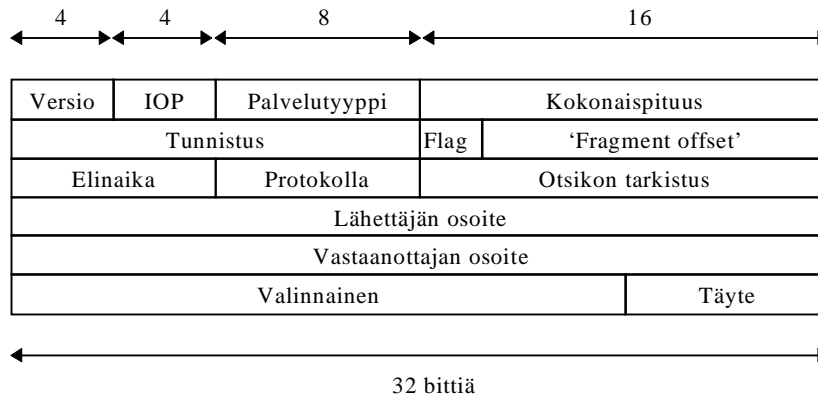 4 4 8 16
Versio IOP Palvelutyyppi Kokonaispituus
Tunnistus Flag ‘Fragment offset’
Elinaika Protokolla Otsikon tarkistus
Lähettäjän osoite
Vastaanottajan osoite
Valinnainen Täyte
32 bittiä